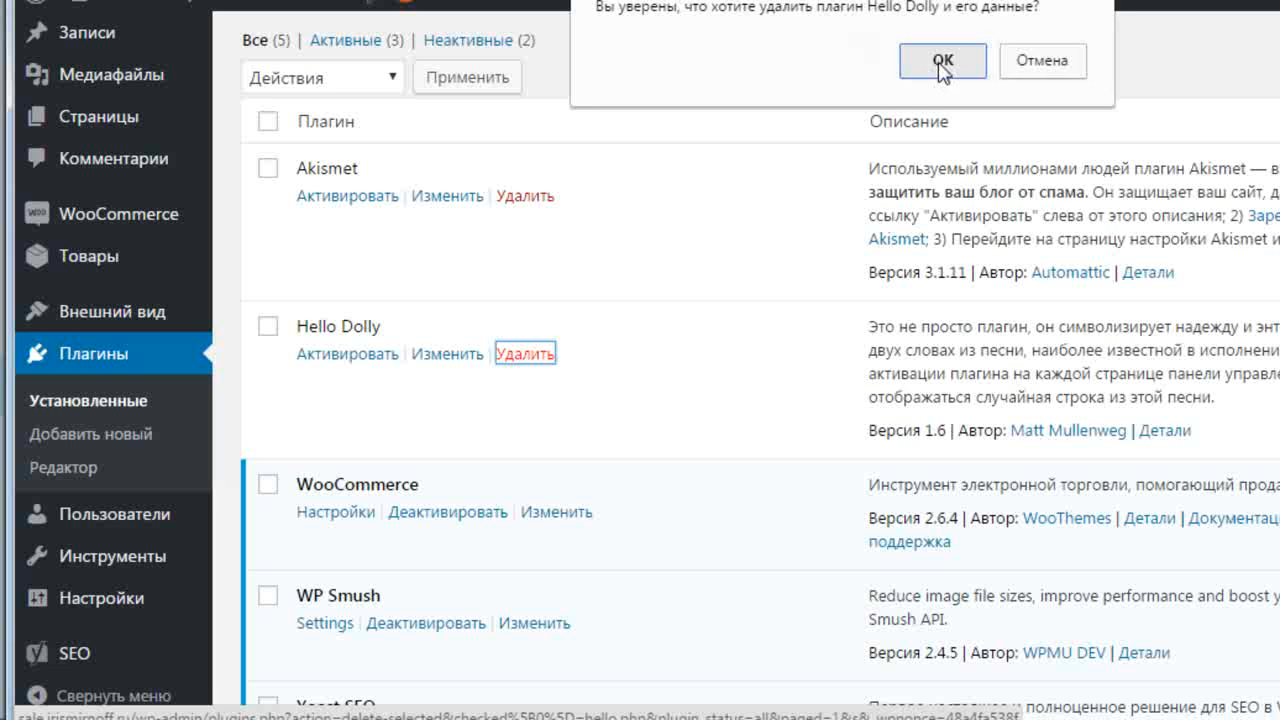 Вы уверены, что хотите удалить плагин Hello Dolly и его данные?
OK Отмена
Записи
Медиафайлы
Страницы
Комментарии
WooCommerce
Товары
Внешний вид
Плагины
Установленные
Добавить новый
Редактор
Пользователи
Инструменты
Настройки
SEO
Свернуть меню
Все (5) | Активные (3) | Неактивные (2)
Действия Применить
Плагин Описание
Akismet
Активировать | Изменить | Удалить
Используемый миллионами людей плагин Akismet — в
защитить ваш блог от спама. Он защищает ваш сайт, д
ссылку "Активировать" слева от этого описания; 2) Заре
Akismet; 3) Перейдите на страницу настройки Akismet и
Версия 3.1.11 | Автор: Automattic | Детали
Hello Dolly
Активировать | Изменить | Удалить
Это не просто плагин, он символизирует надежду и энт
двух словах из песни, наиболее известной в исполнени
активации плагина на каждой странице панели управле
отображаться случайная строка из этой песни.
Версия 1.6 | Автор: Matt Mullenweg | Детали
WooCommerce
Настройки | Деактивировать | Изменить
Инструмент электронной торговли, помогающий прода
Версия 2.6.4 | Автор: WooThemes | Детали | Документац
поддержка
WP Smush
Settings | Деактивировать | Изменить
Reduce image file sizes, improve performance and boost y
Smush API.
Версия 2.4.5 | Автор: WPMU DEV | Детали
Yoast SEO
полноценное решение для SEO в